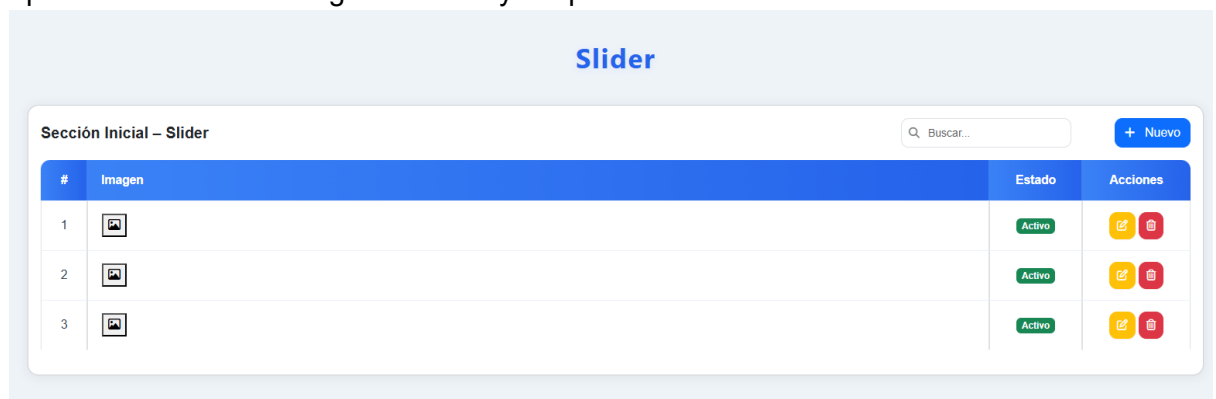 Slider
Sección Inicial – Slider
Buscar...
+ Nuevo
# Imagen Estado Acciones
1 Activo
2 Activo
3 Activo